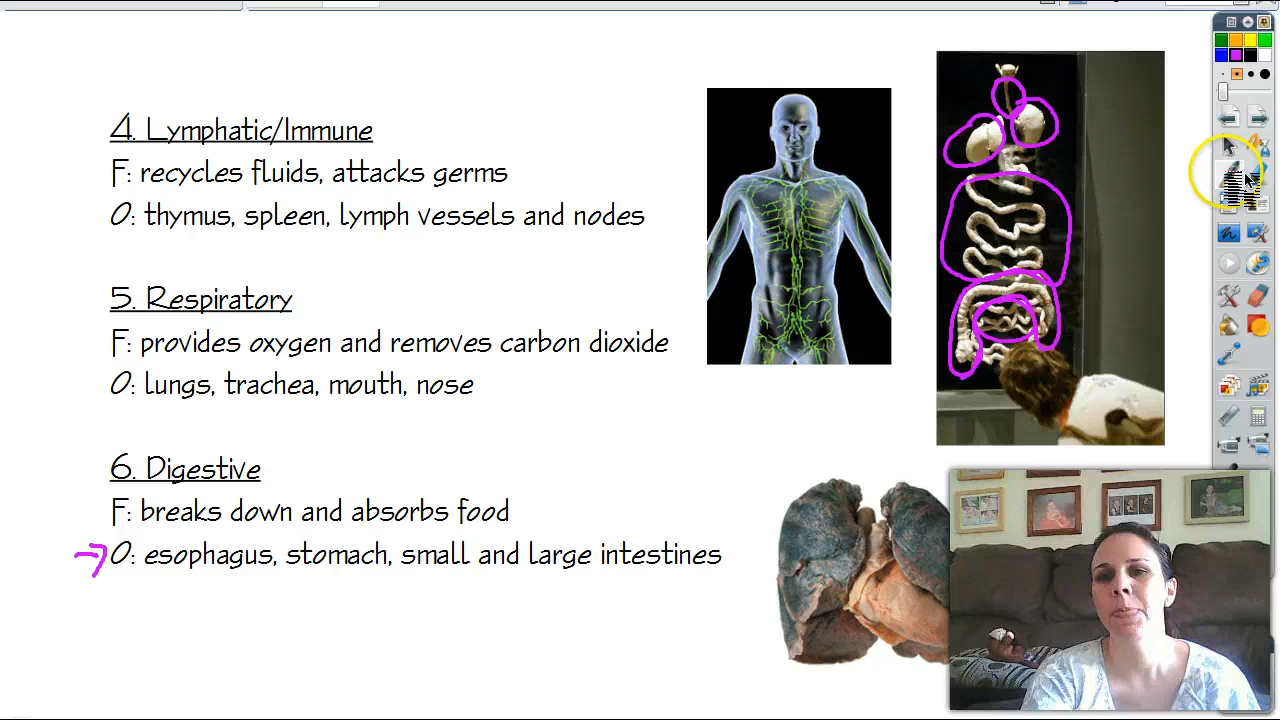 4. Lymphatic/Immune
F: recycles fluids, attacks germs
O: thymus, spleen, lymph vessels and nodes
5. Respiratory
F: provides oxygen and removes carbon dioxide
O: lungs, trachea, mouth, nose
6. Digestive
F: breaks down and absorbs food
O: esophagus, stomach, small and large intestines